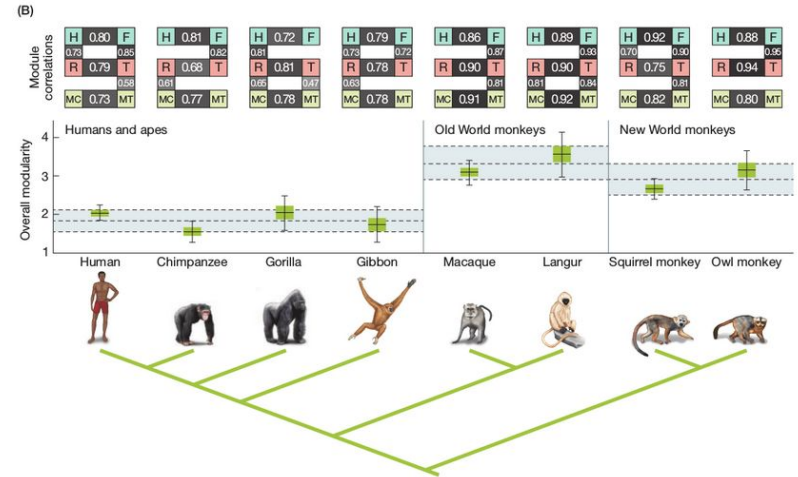 (B)
Module
correlations
H 0.80 F H 0.81 F H 0.72 F H 0.79 F H 0.86 F H 0.89 F H 0.92 F H 0.88 F
0.73 0.85 0.82 0.81 0.73 0.72 0.87 0.93 0.70 0.90 0.95
R 0.79 T R 0.68 T R 0.81 T R 0.78 T R 0.90 T R 0.90 T R 0.75 T R 0.94 T
0.58 0.61 0.65 0.47 0.63 0.81 0.81 0.84 0.81
MC 0.73 MT MC 0.77 MT MC 0.78 MT MC 0.78 MT MC 0.91 MT MC 0.92 MT MC 0.82 MT MC 0.80 MT
Overall modularity
4
3
2
1
Humans and apes
Old World monkeys
New World monkeys
Human Chimpanzee Gorilla Gibbon Macaque Langur Squirrel monkey Owl monkey